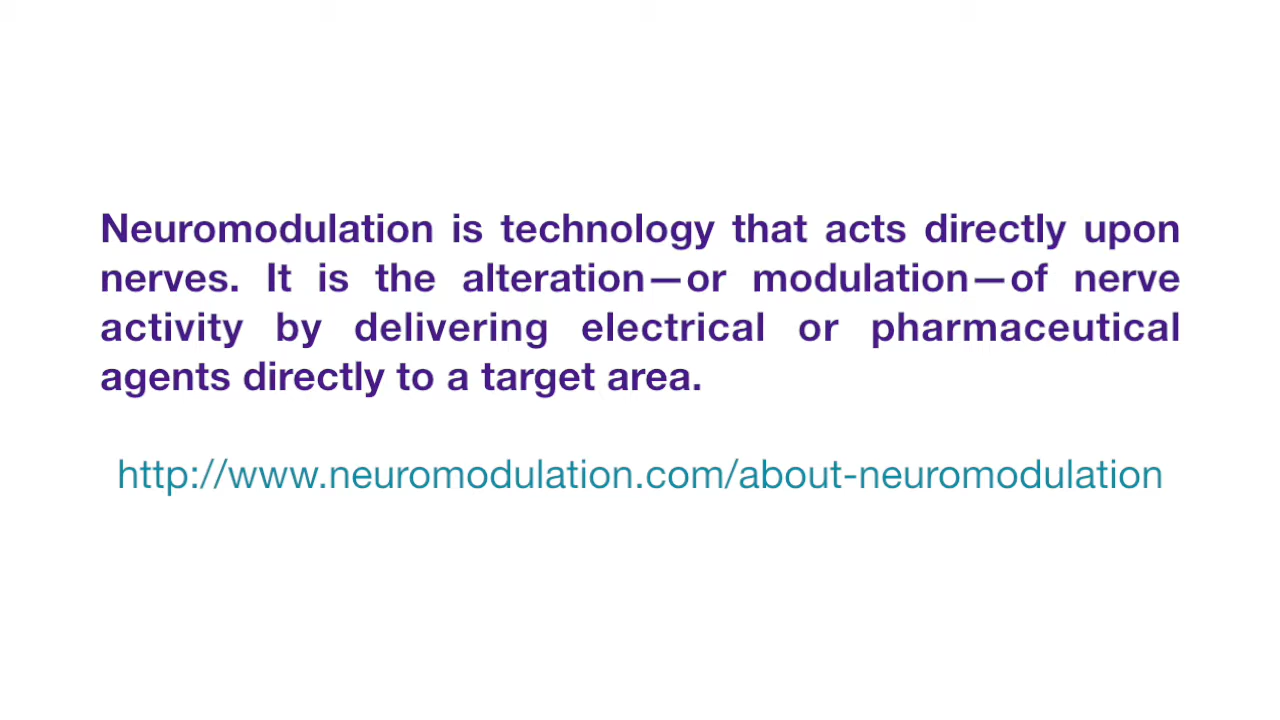 Neuromodulation is technology that acts directly upon
nerves. It is the alteration—or modulation—of nerve
activity by delivering electrical or pharmaceutical
agents directly to a target area.
http://www.neuromodulation.com/about-neuromodulation